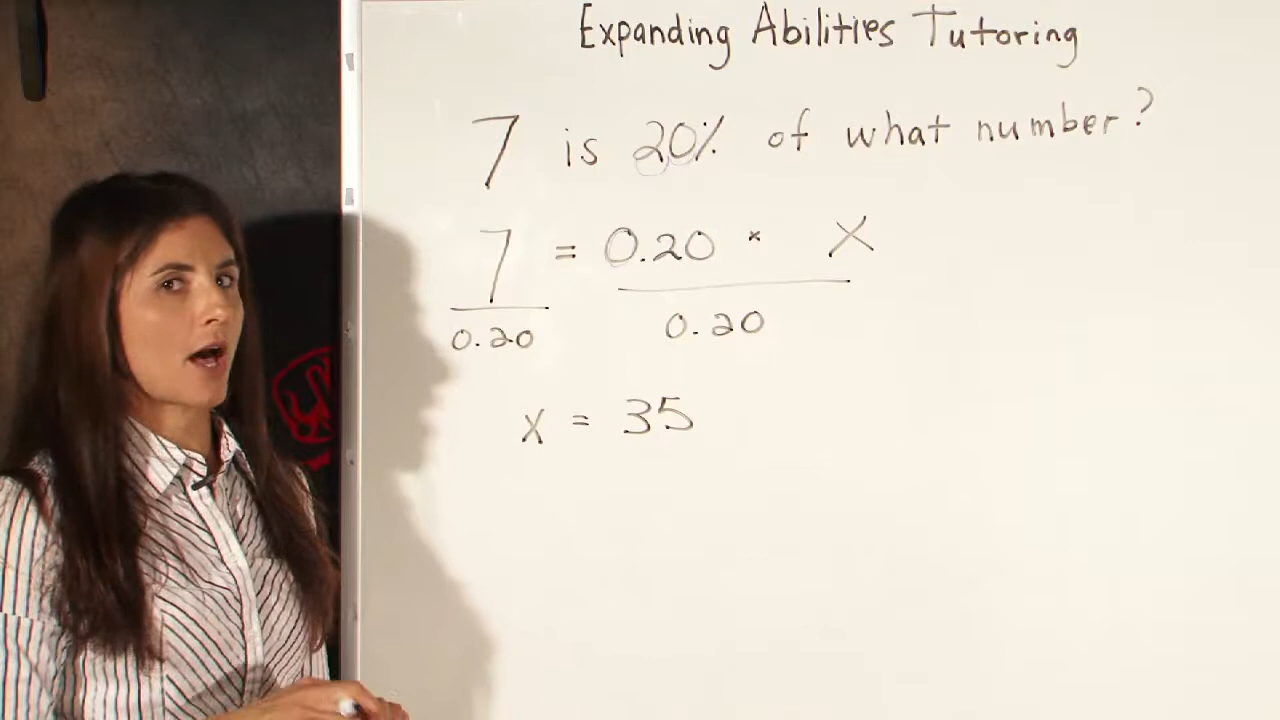 Expanding Abilities Tutoring
7 is 20% of what number?
7 = 0.20 × X
0.20 0.20
x = 35